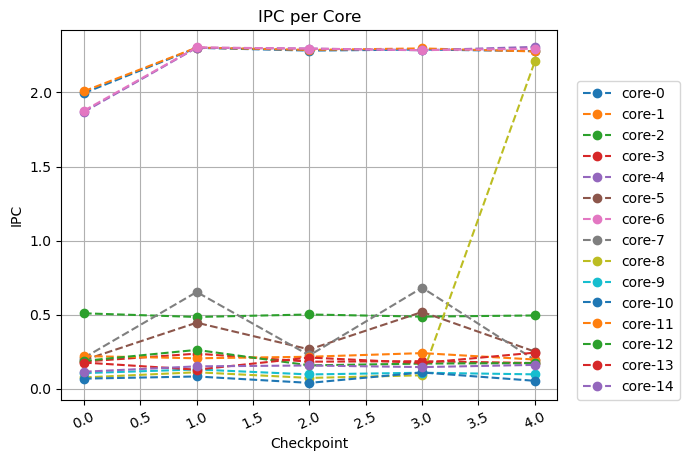 IPC per Core
IPC
2.0
1.5
1.0
0.5
0.0
0.0
0.5
1.0
1.5
2.0
2.5
3.0
3.5
4.0
Checkpoint
core-0
core-1
core-2
core-3
core-4
core-5
core-6
core-7
core-8
core-9
core-10
core-11
core-12
core-13
core-14